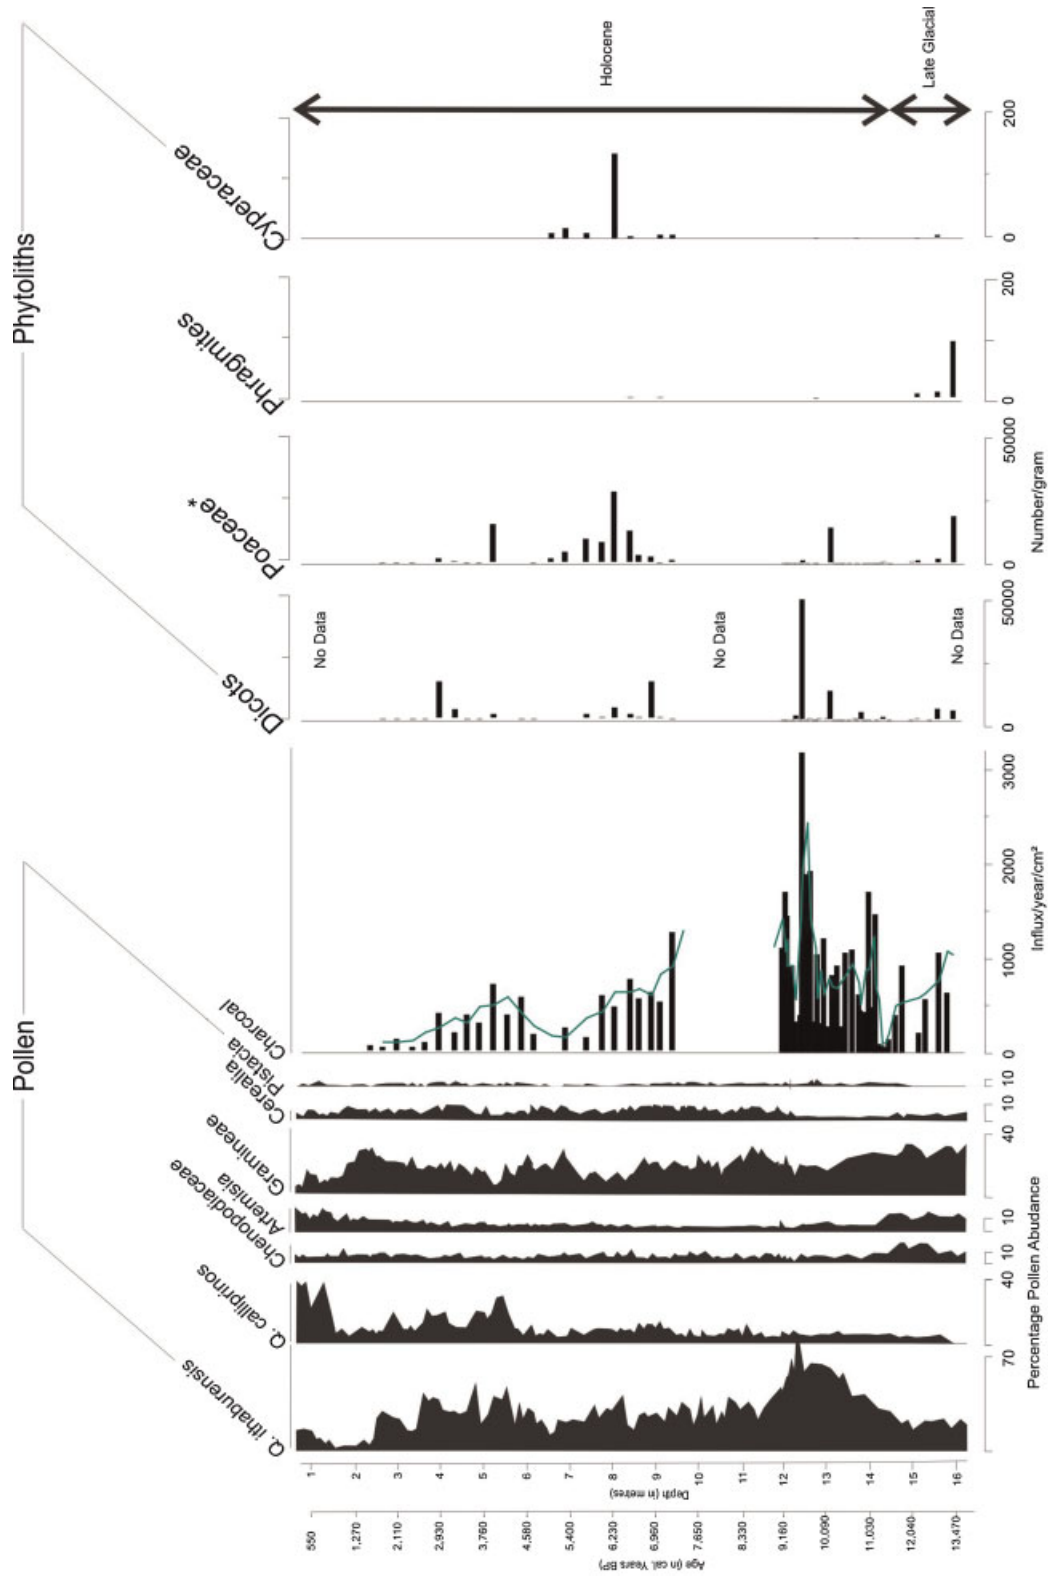 Pollen
Phytoliths
Q. ithaburensis
Q. calliprinos
Chenopodiaceae
Artemisia
Gramineae
Cerealia
Pistacia
Charcoal
Dicots
Poaceae*
Phragmites
Cyperaceae
No Data
No Data
No Data
Holocene
Late Glacial
550
1,270
2,110
2,930
3,760
4,580
5,400
6,230
6,960
7,650
8,330
9,160
10,090
11,030
12,040
13,470
Age (in cal. Years BP)
1
2
3
4
5
6
7
8
9
10
11
12
13
14
15
16
Depth (in metres)
70
40
10
10
40
10
10
Percentage Pollen Abudance
0
1000
2000
3000
Influx/year/cm²
0
50000
0
50000
Number/gram
0
200
0
200